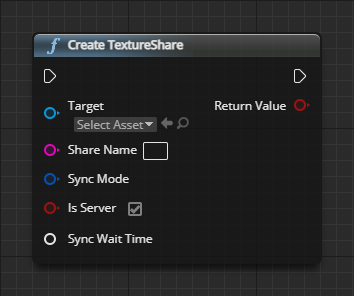 f Create TextureShare
Target Return Value
Select Asset
Share Name
Sync Mode
Is Server
Sync Wait Time